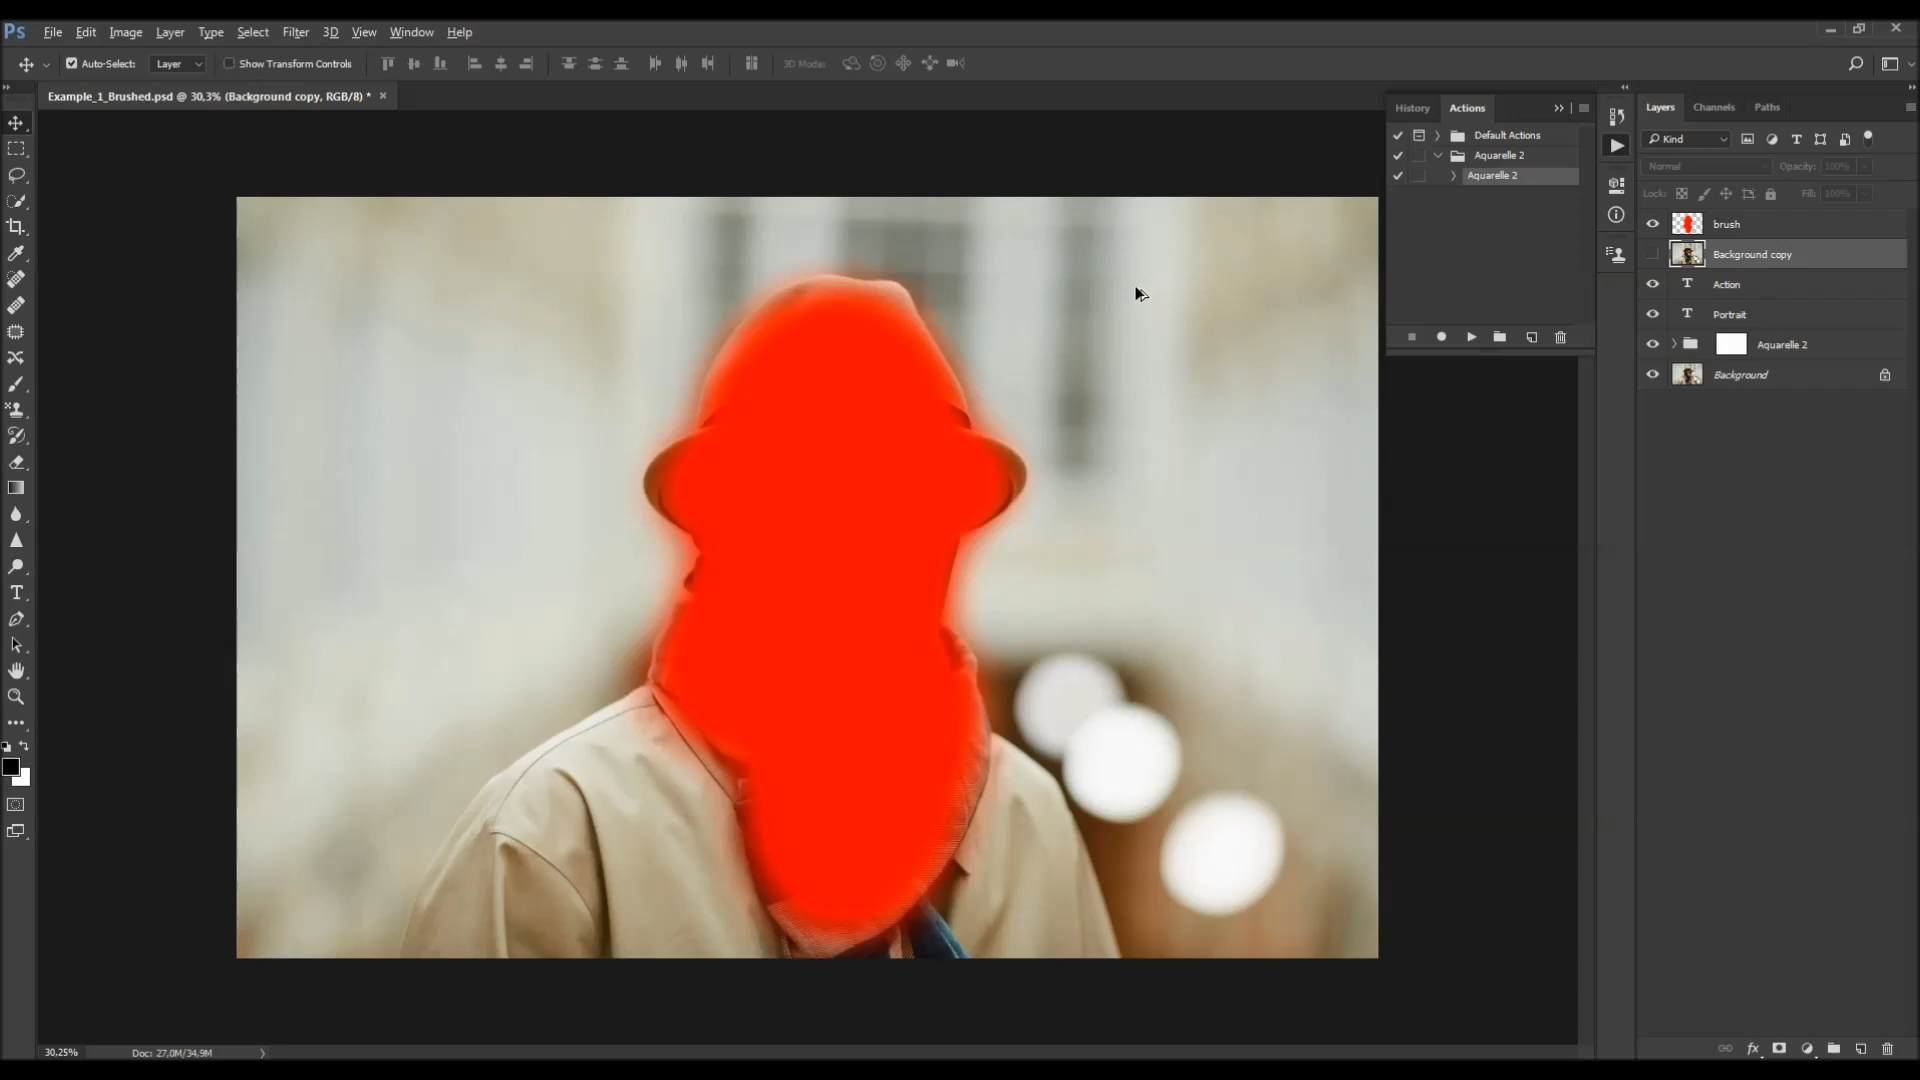 Ps File Edit Image Layer Type Select Filter 3D View Window Help
Auto-Select: Layer Show Transform Controls 3D Mode:
Example_1_Brushed.psd @ 30,3% (Background copy, RGB/8) *
History Actions
Default Actions
Aquarelle 2
Aquarelle 2
Layers Channels Paths
Kind
Normal Opacity: 100%
Lock: Fill: 100%
brush
Background copy
Action
Portrait
Aquarelle 2
Background
30,25% Doc: 27,0M/34,9M